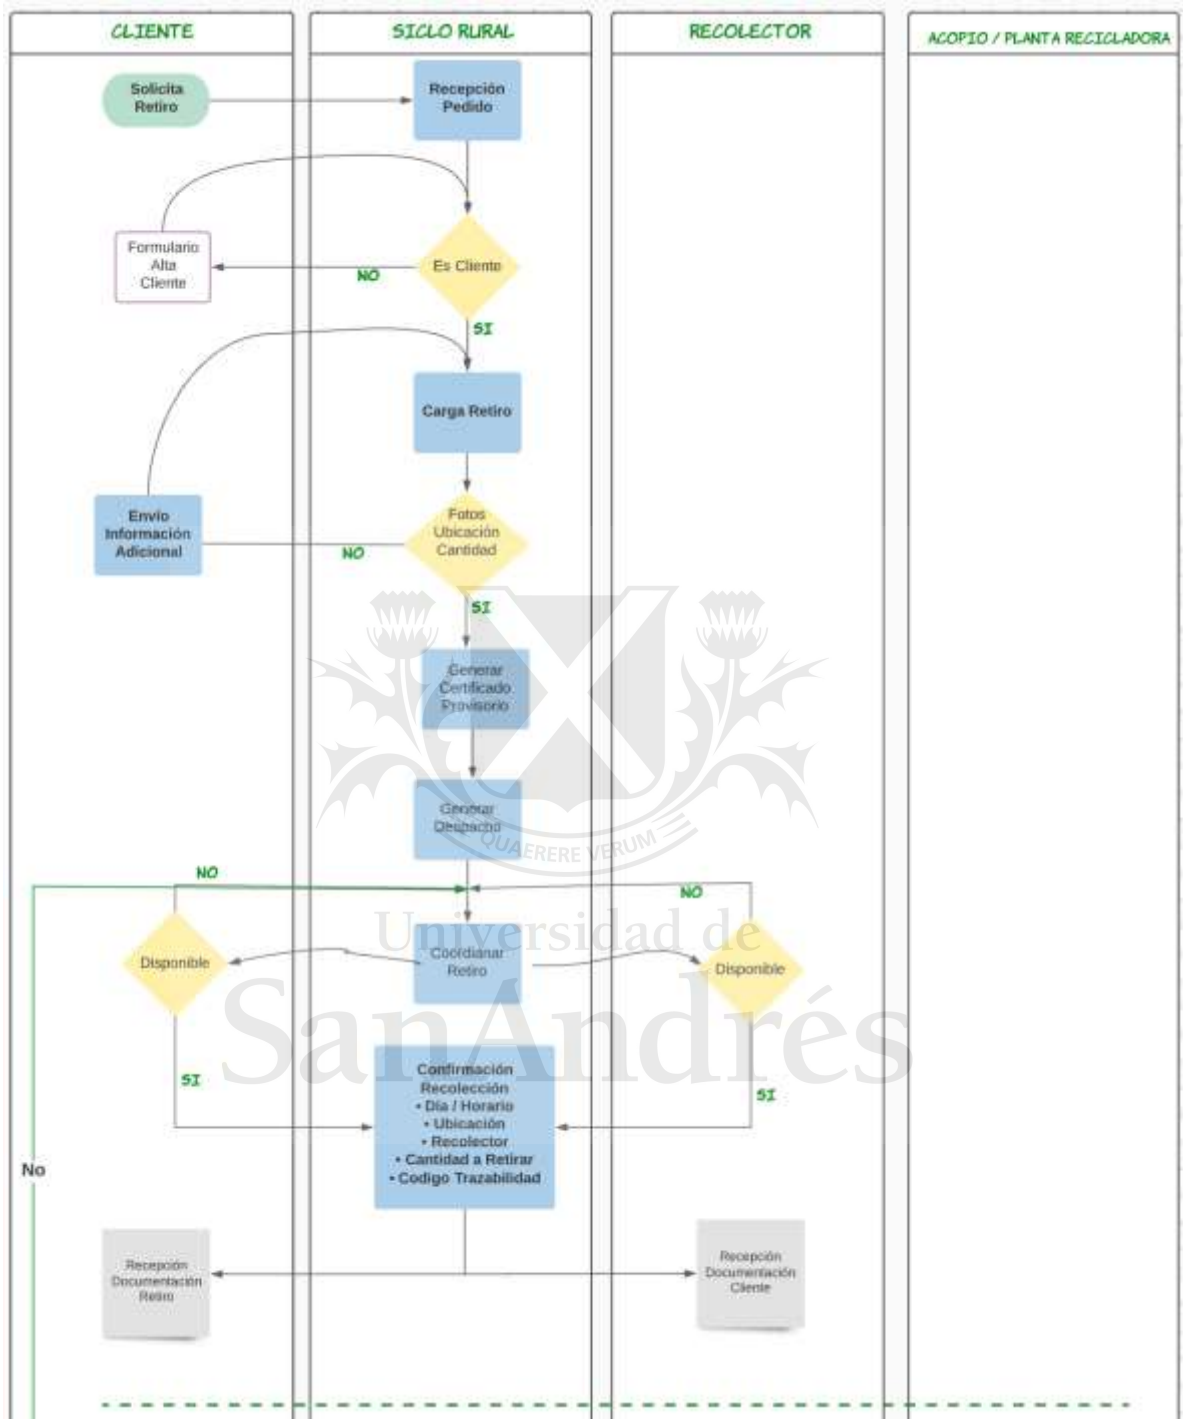 CLIENTE
SICLO RURAL
RECOLECTOR
ACOPIO / PLANTA RECICLADORA
Solicita
Retiro
Recepción
Pedido
Formulario
Alta
Cliente
NO
Es Cliente
SI
Carga Retiro
Envío
Información
Adicional
NO
Fotos
Ubicación
Cantidad
SI
Generar
Certificado
Provisorio
Generar
Despacho
QUAERERE VERUM
NO
NO
Universidad de
SanAndrés
Disponible
Coordianar
Retiro
Disponible
SI
Confirmación
Recolección
• Día / Horario
• Ubicación
• Recolector
• Cantidad a Retirar
• Codigo Trazabilidad
SI
No
Recepción
Documentación
Retiro
Recepción
Documentación
Cliente